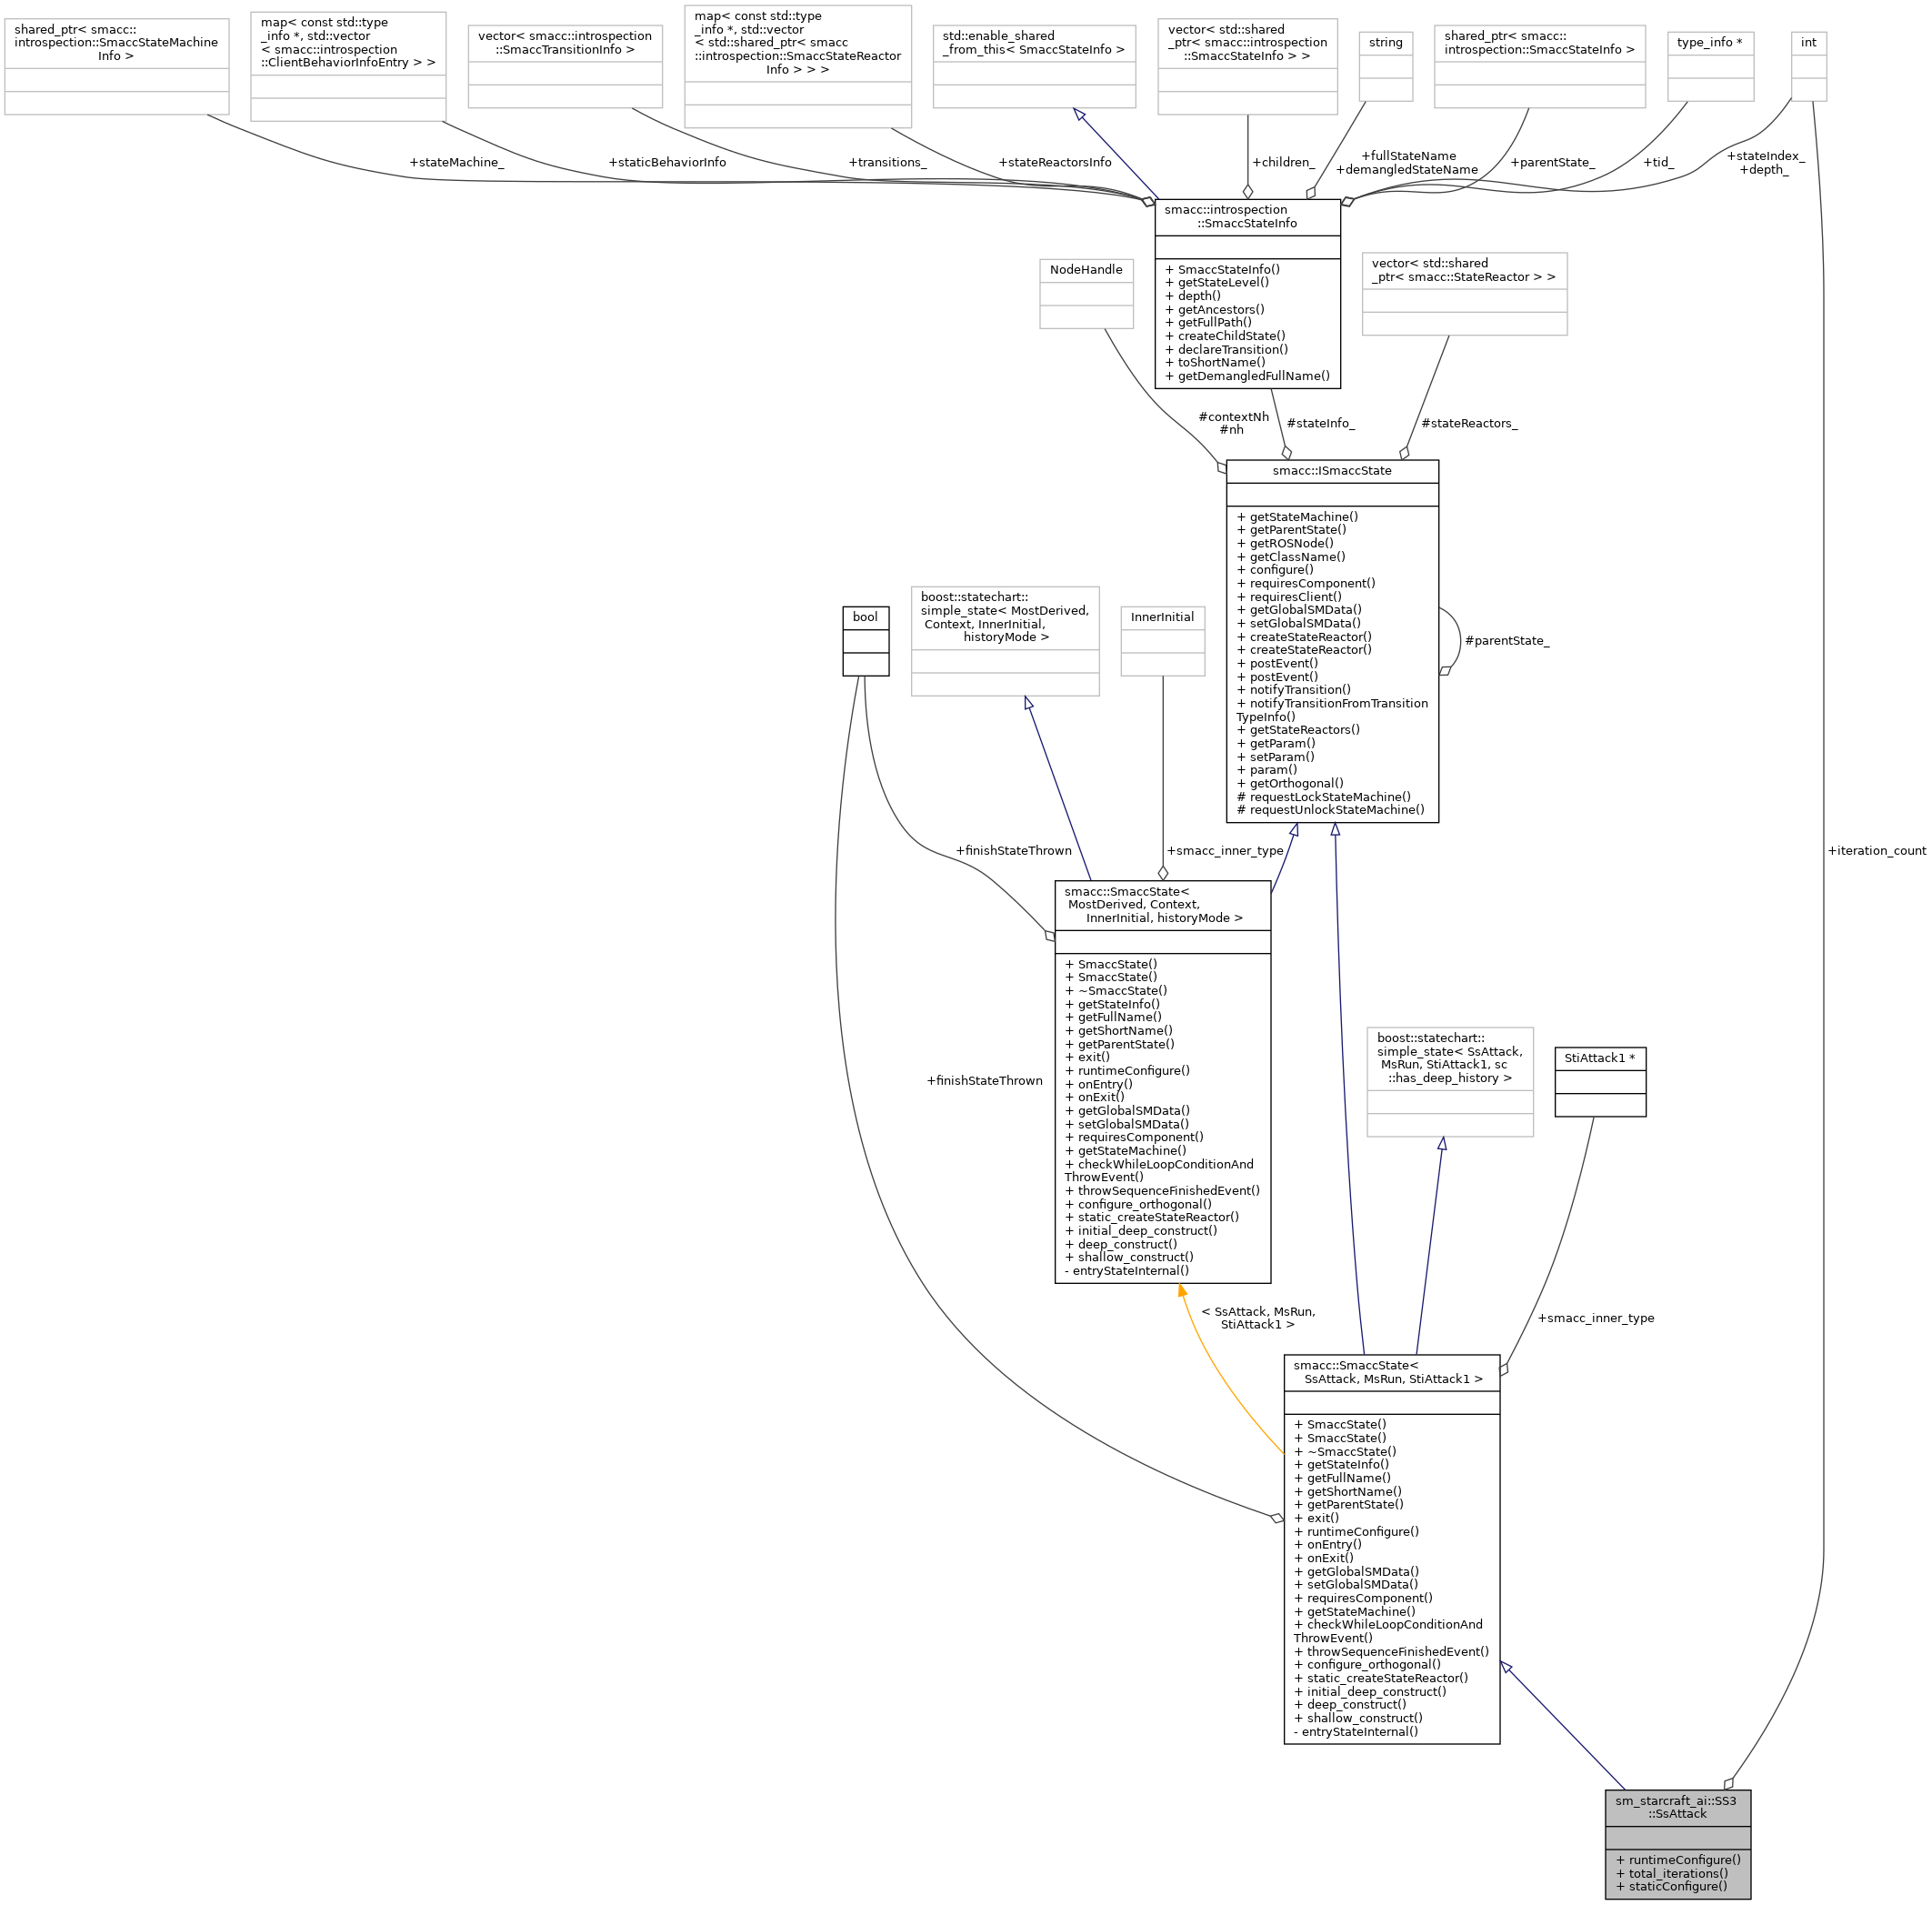 shared_ptr< smacc::
introspection::SmaccStateMachine
Info >
map< const std::type
_info *, std::vector
< smacc::introspection
::ClientBehaviorInfoEntry > >
vector< smacc::introspection
::SmaccTransitionInfo >
map< const std::type
_info *, std::vector
< std::shared_ptr< smacc
::introspection::SmaccStateReactor
Info > > >
std::enable_shared
_from_this< SmaccStateInfo >
vector< std::shared
_ptr< smacc::introspection
::SmaccStateInfo > >
string
shared_ptr< smacc::
introspection::SmaccStateInfo >
type_info *
int
+stateMachine_
+staticBehaviorInfo
+transitions_
+stateReactorsInfo
+children_
+fullStateName
+demangledStateName
+parentState_
+tid_
+stateIndex_
+depth_
smacc::introspection
::SmaccStateInfo
+ SmaccStateInfo()
+ getStateLevel()
+ depth()
+ getAncestors()
+ getFullPath()
+ createChildState()
+ declareTransition()
+ toShortName()
+ getDemangledFullName()
NodeHandle
vector< std::shared
_ptr< smacc::StateReactor > >
#contextNh
#nh
#stateInfo_
#stateReactors_
smacc::ISmaccState
+ getStateMachine()
+ getParentState()
+ getROSNode()
+ getClassName()
+ configure()
+ requiresComponent()
+ requiresClient()
+ getGlobalSMData()
+ setGlobalSMData()
+ createStateReactor()
+ createStateReactor()
+ postEvent()
+ postEvent()
+ notifyTransition()
+ notifyTransitionFromTransition
TypeInfo()
+ getStateReactors()
+ getParam()
+ setParam()
+ param()
+ getOrthogonal()
# requestLockStateMachine()
# requestUnlockStateMachine()
#parentState_
bool
boost::statechart::
simple_state< MostDerived,
Context, InnerInitial,
historyMode >
InnerInitial
+finishStateThrown
+smacc_inner_type
+iteration_count
smacc::SmaccState<
MostDerived, Context,
InnerInitial, historyMode >
+ SmaccState()
+ SmaccState()
+ ~SmaccState()
+ getStateInfo()
+ getFullName()
+ getShortName()
+ getParentState()
+ exit()
+ runtimeConfigure()
+ onEntry()
+ onExit()
+ getGlobalSMData()
+ setGlobalSMData()
+ requiresComponent()
+ getStateMachine()
+ checkWhileLoopConditionAnd
ThrowEvent()
+ throwSequenceFinishedEvent()
+ configure_orthogonal()
+ static_createStateReactor()
+ initial_deep_construct()
+ deep_construct()
+ shallow_construct()
- entryStateInternal()
+finishStateThrown
boost::statechart::
simple_state< SsAttack,
MsRun, StiAttack1, sc
::has_deep_history >
StiAttack1 *
< SsAttack, MsRun,
StiAttack1 >
+smacc_inner_type
smacc::SmaccState<
SsAttack, MsRun, StiAttack1 >
+ SmaccState()
+ SmaccState()
+ ~SmaccState()
+ getStateInfo()
+ getFullName()
+ getShortName()
+ getParentState()
+ exit()
+ runtimeConfigure()
+ onEntry()
+ onExit()
+ getGlobalSMData()
+ setGlobalSMData()
+ requiresComponent()
+ getStateMachine()
+ checkWhileLoopConditionAnd
ThrowEvent()
+ throwSequenceFinishedEvent()
+ configure_orthogonal()
+ static_createStateReactor()
+ initial_deep_construct()
+ deep_construct()
+ shallow_construct()
- entryStateInternal()
sm_starcraft_ai::SS3
::SsAttack
+ runtimeConfigure()
+ total_iterations()
+ staticConfigure()